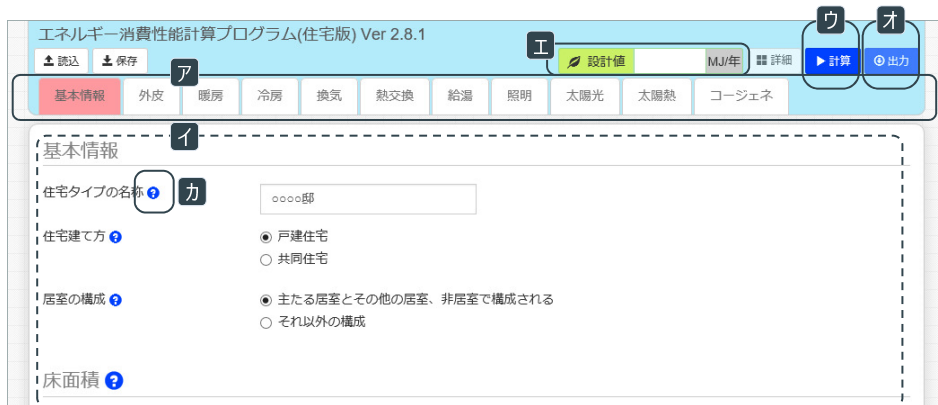 エネルギー消費性能計算プログラム(住宅版) Ver 2.8.1
読込 保存 エ 設計値 MJ/年 詳細 ウ 計算 オ 出力
ア
基本情報 外皮 暖房 冷房 換気 熱交換 給湯 照明 太陽光 太陽熱 コージェネ
イ
基本情報
住宅タイプの名称 ? カ ○○○○邸
住宅建て方 ? 戸建住宅
共同住宅
居室の構成 ? 主たる居室とその他の居室、非居室で構成される
それ以外の構成
床面積 ?